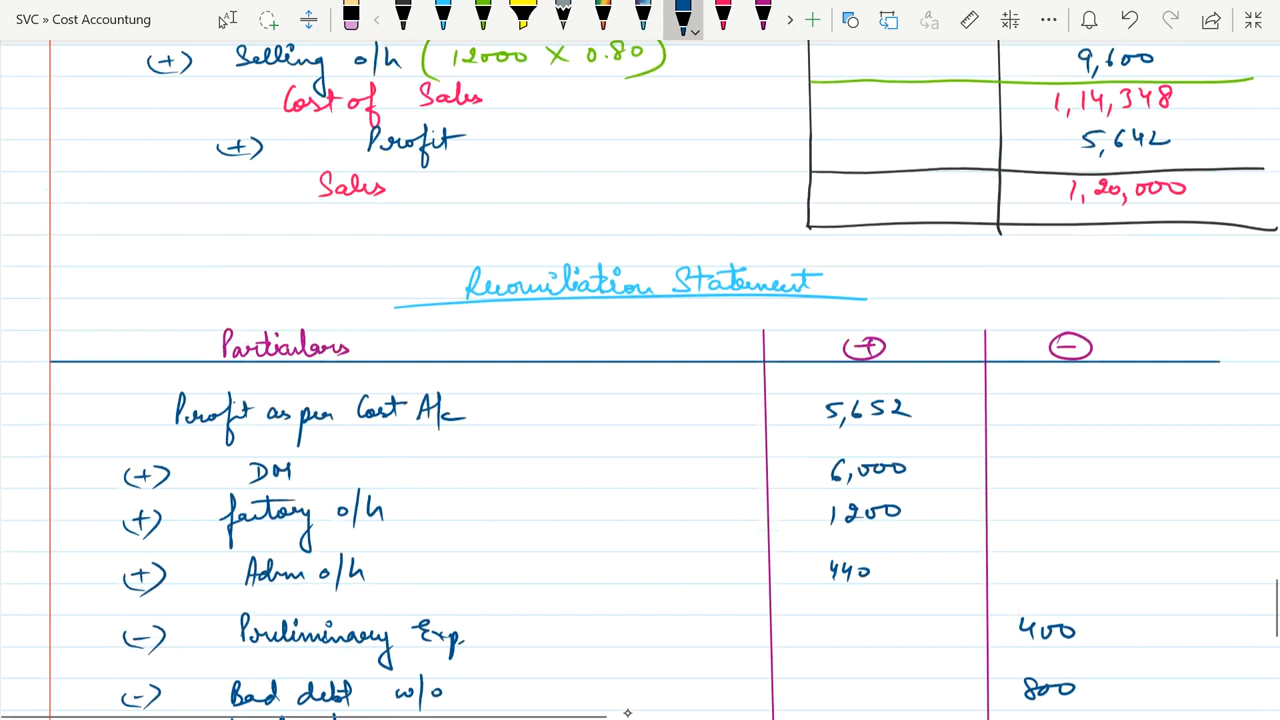 SVC » Cost Accountung
(+) Selling o/h (12000 X 0.80) 9,600
Cost of Sales 1,14,348
(+) Profit 5,642
Sales 1,20,000
Reconciliation Statement
Particulars + -
Profit as per Cost A/c 5,652
(+) DM 6,000
(+) factory o/h 1200
(+) Adm o/h 440
(-) Preliminary Exp. 400
(-) Bad debt w/o 800